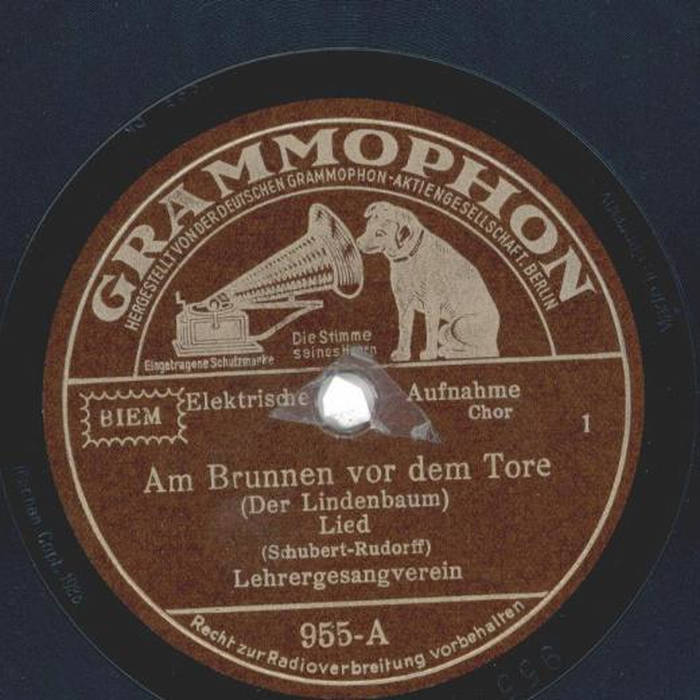 GRAMMOPHON
HERGESTELLT VON DER DEUTSCHEN GRAMMOPHON-AKTIENGESELLSCHAFT. BERLIN
Die Stimme
seines Herrn
Eingetragene Schutzmarke
BIEM
Elektrische Aufnahme
Chor
1
Am Brunnen vor dem Tore
(Der Lindenbaum)
Lied
(Schubert-Rudorff)
Lehrergesangverein
955-A
Recht zur Radioverbreitung vorbehalten